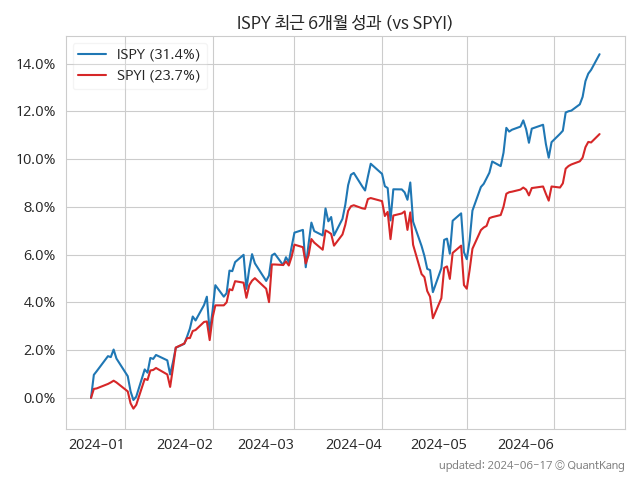 ISPY 최근 6개월 성과 (vs SPYI)
ISPY (31.4%)
SPYI (23.7%)
14.0%
12.0%
10.0%
8.0%
6.0%
4.0%
2.0%
0.0%
2024-01 2024-02 2024-03 2024-04 2024-05 2024-06
updated: 2024-06-17 © QuantKang